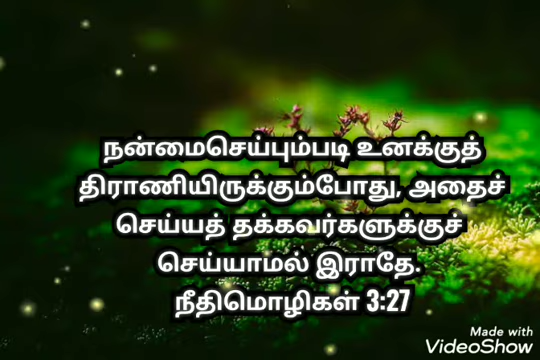 நன்மைசெய்யும்படி உனக்குத்
திராணியிருக்கும்போது, அதைச்
செய்யத் தக்கவர்களுக்குச்
செய்யாமல் இராதே.
நீதிமொழிகள் 3:27
Made with
VideoShow